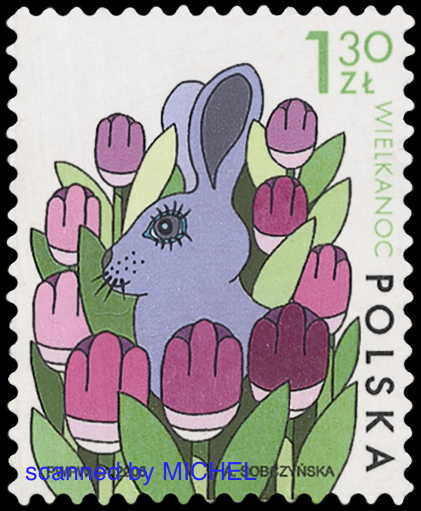 1 30
ZŁ
WIELKANOC
POLSKA
SOBCZYŃSKA
scanned by MICHEL